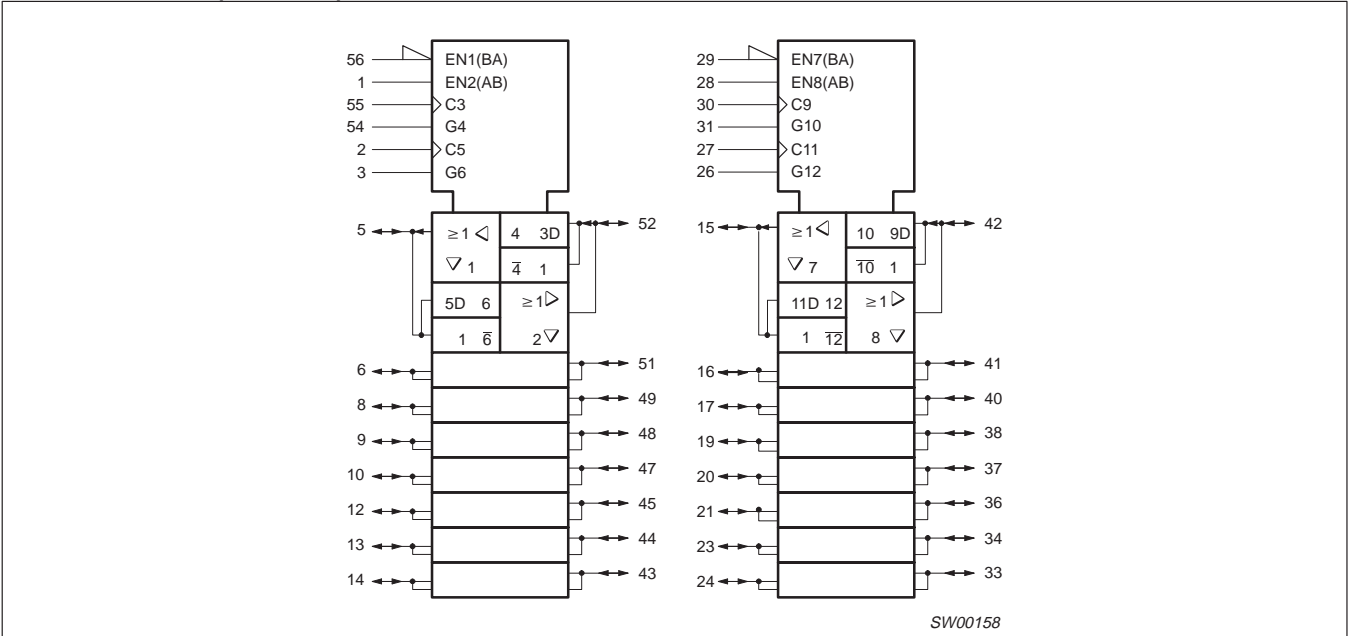 56 EN1(BA)
1 EN2(AB)
55 C3
54 G4
2 C5
3 G6
5 ≥1 4 3D 52
1 4̅ 1
5D 6 ≥1
1 6̅ 2
6 51
8 49
9 48
10 47
12 45
13 44
14 43
29 EN7(BA)
28 EN8(AB)
30 C9
31 G10
27 C11
26 G12
15 ≥1 10 9D 42
7 1̅0̅ 1
11D 12 ≥1
1 1̅2̅ 8
16 41
17 40
19 38
20 37
21 36
23 34
24 33
SW00158